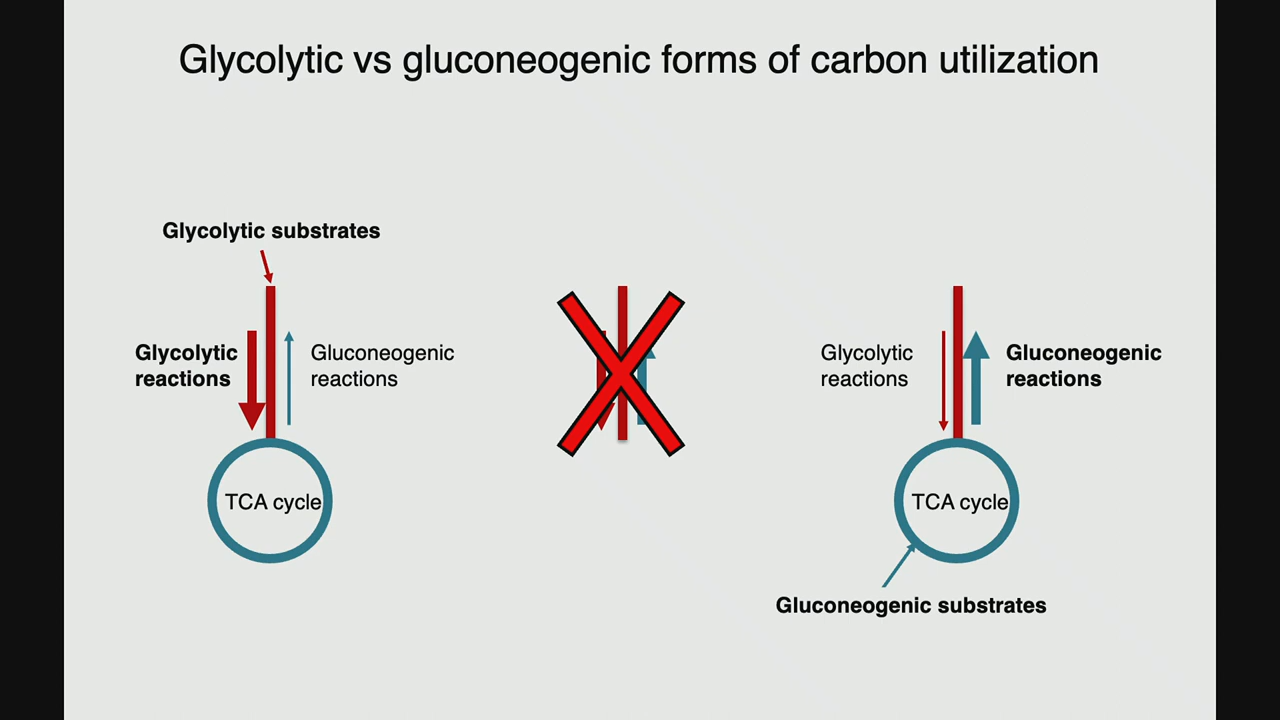 Glycolytic vs gluconeogenic forms of carbon utilization
Glycolytic substrates
Glycolytic
reactions
Gluconeogenic
reactions
TCA cycle
Glycolytic
reactions
Gluconeogenic
reactions
TCA cycle
Gluconeogenic substrates